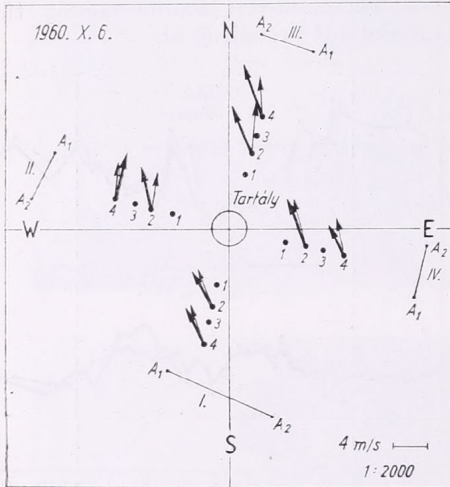 1960. X. 6.
N
A₂ III. A₁
4
3
2
1
II. A₁
A₂
4 3 2 1
Tartály
W
E
1 2 3 4
A₂
IV.
A₁
1
2
3
4
A₁
I.
A₂
S
4 m/s
1:2000